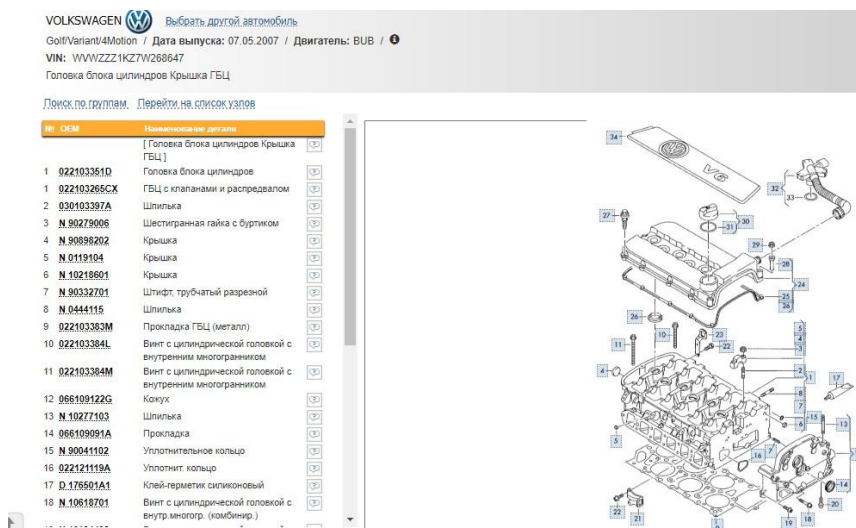 VOLKSWAGEN Выбрать другой автомобиль
Golf/Variant/4Motion / Дата выпуска: 07.05.2007 / Двигатель: BUB /
VIN: WVWZZZ1KZ7W268647
Головка блока цилиндров Крышка ГБЦ
Поиск по группам Перейти на список узлов
№ OEM Наименование детали
[ Головка блока цилиндров Крышка
ГБЦ ]
1 022103351D Головка блока цилиндров
1 022103265CX ГБЦ с клапанами и распредвалом
2 030103397A Шпилька
3 N 90279006 Шестигранная гайка с буртиком
4 N 90898202 Крышка
5 N 0119104 Крышка
6 N 10218601 Крышка
7 N 90332701 Штифт, трубчатый разрезной
8 N 0444115 Шпилька
9 022103383M Прокладка ГБЦ (металл)
10 022103384L Винт с цилиндрической головкой с
внутренним многогранником
11 022103384M Винт с цилиндрической головкой с
внутренним многогранником
12 066109122G Кожух
13 N 10277103 Шпилька
14 066109091A Прокладка
15 N 90041102 Уплотнительное кольцо
16 022121119A Уплотнит. кольцо
17 D 176501A1 Клей-герметик силиконовый
18 N 10618701 Винт с цилиндрической головкой с
внутр.многогр. (комбинир.)
34
V6
32
33
27
30
31
29
28
24
25
26
26
23
22
10
11
5
4
3
4
2
1
17
8
7
15
6
13
5
16
7
14
22
21
20
19
18